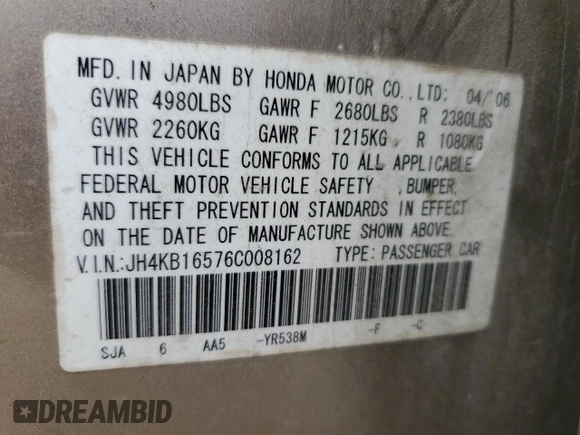 MFD. IN JAPAN BY HONDA MOTOR CO., LTD: 04/'06
GVWR 4980LBS GAWR F 2680LBS R 2380LBS
GVWR 2260KG GAWR F 1215KG R 1080KG
THIS VEHICLE CONFORMS TO ALL APPLICABLE
FEDERAL MOTOR VEHICLE SAFETY ,BUMPER,
AND THEFT PREVENTION STANDARDS IN EFFECT
ON THE DATE OF MANUFACTURE SHOWN ABOVE.
V.I.N.:JH4KB16576C008162 TYPE: PASSENGER CAR
SJA 6 AA5 -YR538M -F -C
DREAMBID